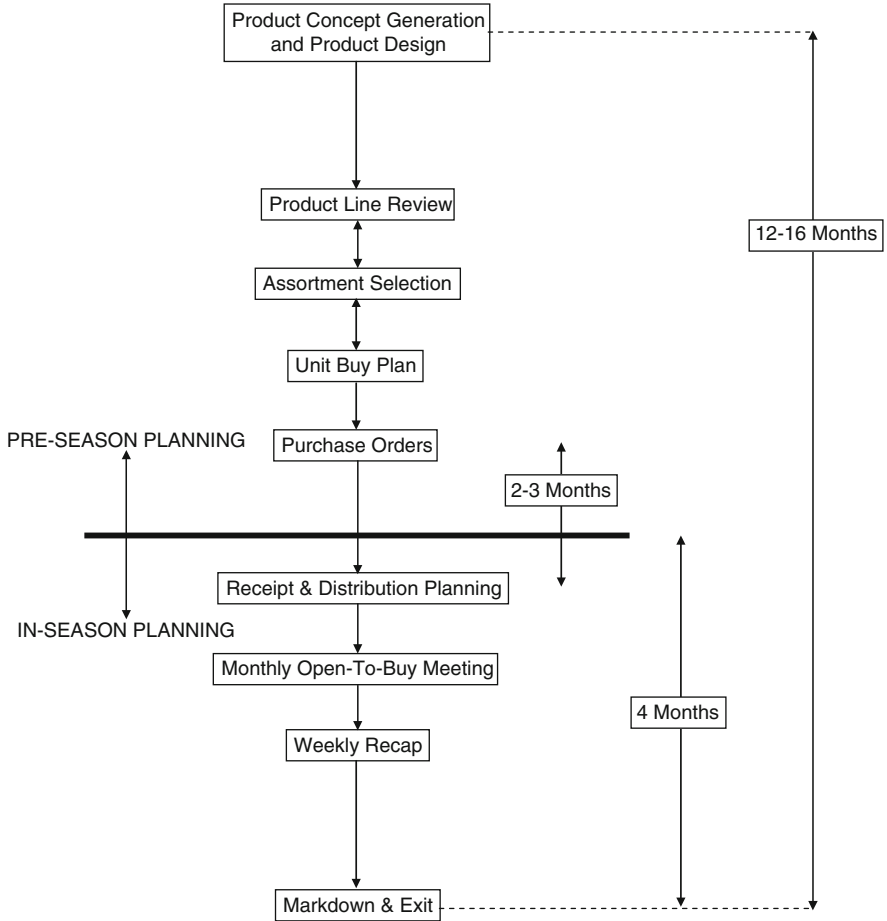 Product Concept Generation
and Product Design
Product Line Review
12-16 Months
Assortment Selection
Unit Buy Plan
PRE-SEASON PLANNING
Purchase Orders
2-3 Months
Receipt & Distribution Planning
IN-SEASON PLANNING
Monthly Open-To-Buy Meeting
4 Months
Weekly Recap
Markdown & Exit